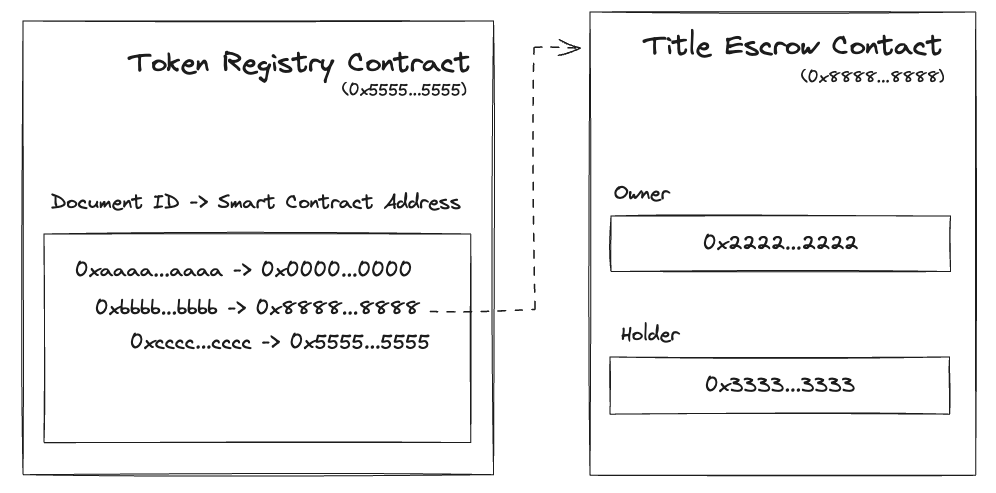 Token Registry Contract
(0x5555...5555)
Document ID -> Smart Contract Address
0xaaaa...aaaa -> 0x0000...0000
0xbbbb...bbbb -> 0x8888...8888
0xcccc...cccc -> 0x5555...5555
Title Escrow Contact
(0x8888...8888)
Owner
0x2222...2222
Holder
0x3333...3333